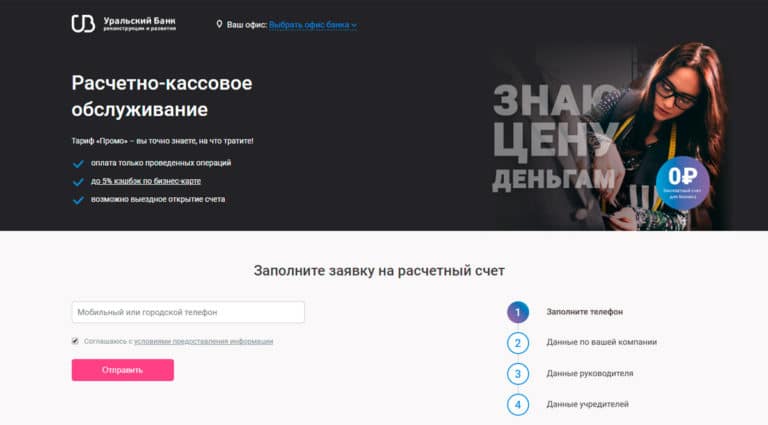 Уральский Банк
реконструкции и развития
Ваш офис: Выбрать офис банка
Расчетно-кассовое
обслуживание
Тариф «Промо» – вы точно знаете, на что тратите!
оплата только проведенных операций
до 5% кэшбэк по бизнес-карте
возможно выездное открытие счета
ЗНАЮ
ЦЕНУ
ДЕНЬГАМ
0₽
Бесплатный счет
для бизнеса
Заполните заявку на расчетный счет
Мобильный или городской телефон
Соглашаюсь с условиями предоставления информации
Отправить
1 Заполните телефон
2 Данные по вашей компании
3 Данные руководителя
4 Данные учредителей